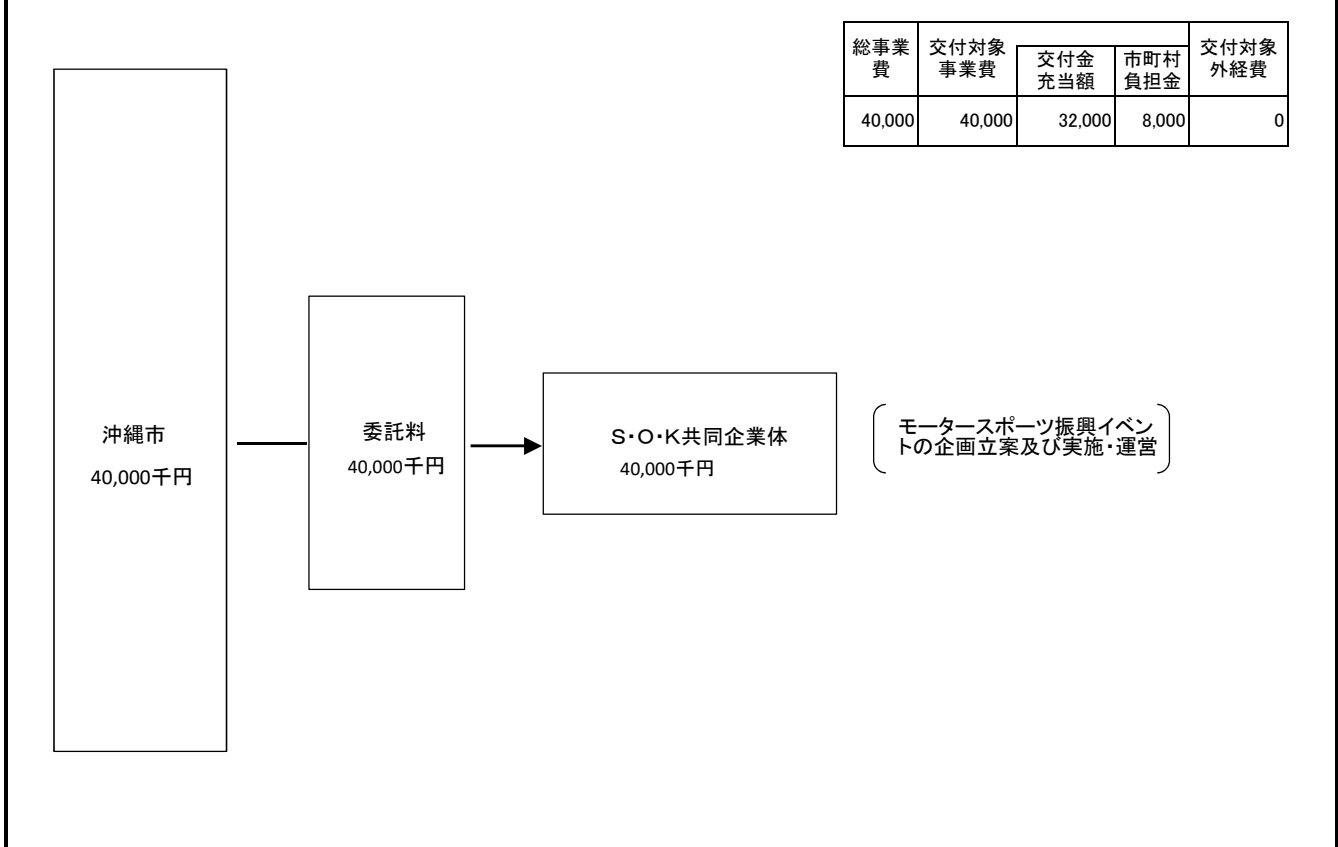 総事業
費
交付対象
事業費
交付金
充当額
市町村
負担金
交付対象
外経費
40,000
40,000
32,000
8,000
0
沖縄市
40,000千円
委託料
40,000千円
S・O・K共同企業体
40,000千円
モータースポーツ振興イベン
トの企画立案及び実施・運営